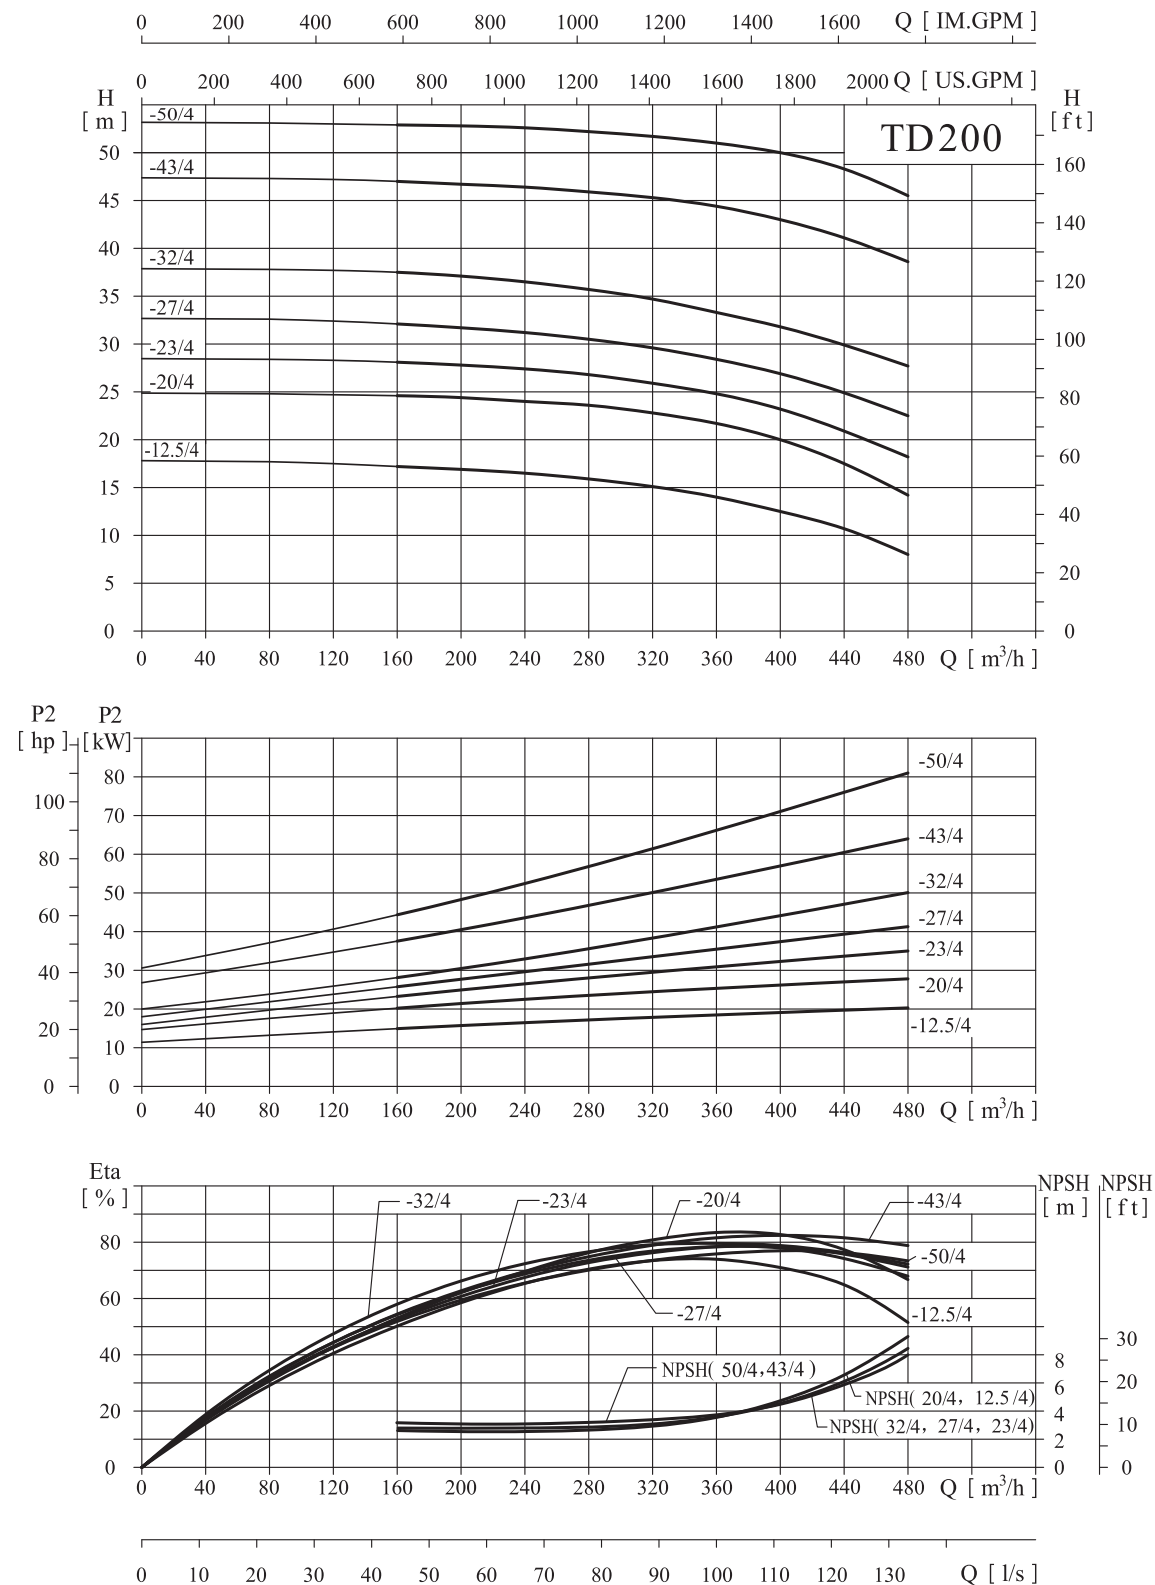 0 200 400 600 800 1000 1200 1400 1600 Q [ IM.GPM ]
0 200 400 600 800 1000 1200 1400 1600 1800 2000 Q [ US.GPM ]
H
[ m ]
H
[ft]
TD200
-50/4
50
160
-43/4
45
140
40
-32/4
120
35
-27/4
100
30
-23/4
25
-20/4
80
20
-12.5/4
60
15
40
10
20
5
0
0
0 40 80 120 160 200 240 280 320 360 400 440 480 Q [ m³/h ]
P2
[ hp ]
P2
[kW]
-50/4
80
100
70
-43/4
80
60
-32/4
50
60
-27/4
40
-23/4
40
30
-20/4
20
20
-12.5/4
10
0
0
0 40 80 120 160 200 240 280 320 360 400 440 480 Q [ m³/h ]
Eta
[ % ]
NPSH
[ m ]
NPSH
[ft]
-32/4 -23/4 -20/4 -43/4
80
-50/4
60
-27/4
-12.5/4
30
40
8
NPSH( 50/4,43/4 )
20
6
NPSH( 20/4, 12.5/4)
20
4
10
NPSH( 32/4, 27/4, 23/4)
2
0
0
0
0 40 80 120 160 200 240 280 320 360 400 440 480 Q [ m³/h ]
0 10 20 30 40 50 60 70 80 90 100 110 120 130 Q [ l/s ]